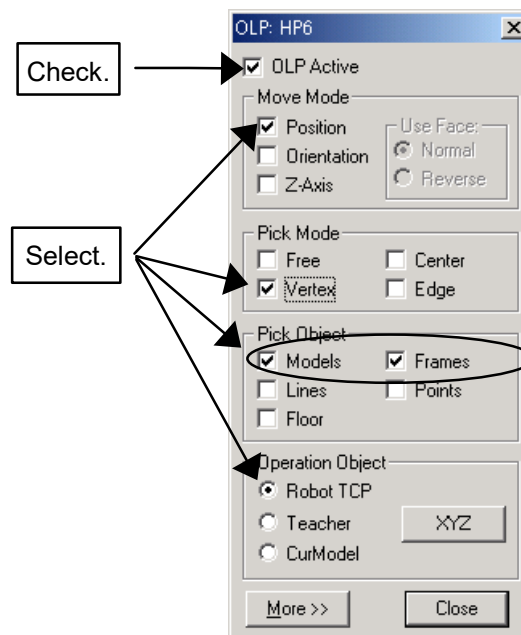 OLP: HP6
Check.
OLP Active
Move Mode
Position
Use Face:
Orientation
Normal
Z-Axis
Reverse
Select.
Pick Mode
Free
Center
Vertex
Edge
Pick Object
Models
Frames
Lines
Points
Floor
Operation Object
Robot TCP
Teacher
XYZ
CurModel
More >>
Close